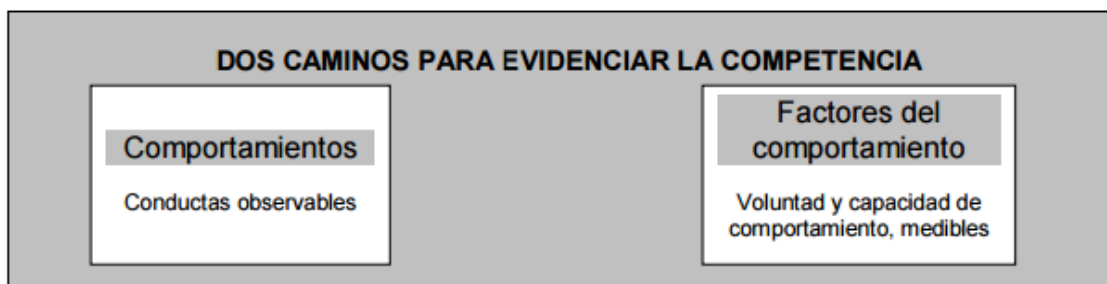 DOS CAMINOS PARA EVIDENCIAR LA COMPETENCIA
Comportamientos
Conductas observables
Factores del
comportamiento
Voluntad y capacidad de
comportamiento, medibles